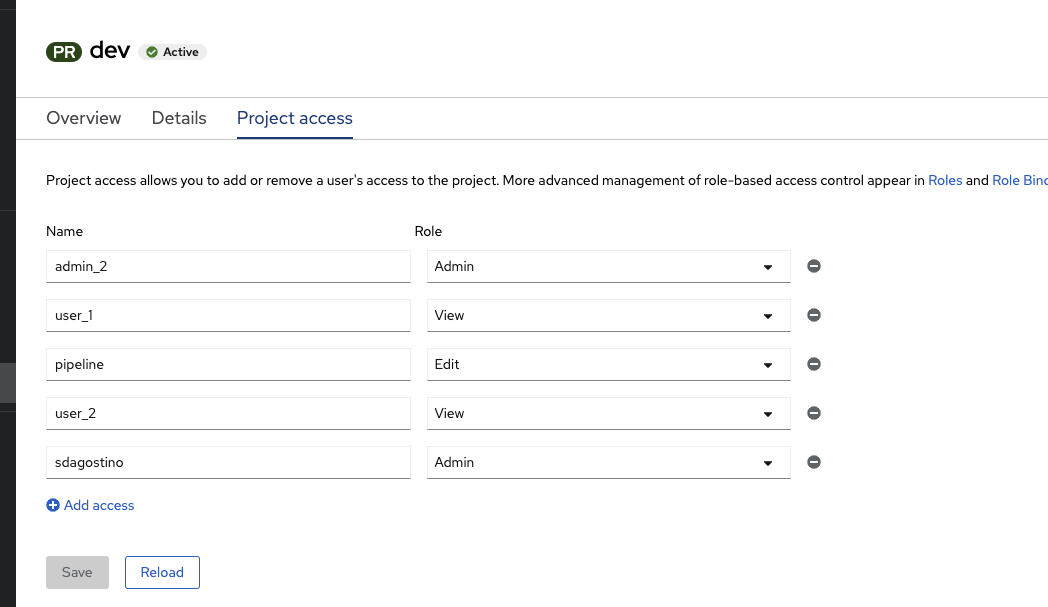 PR dev Active
Overview Details Project access
Project access allows you to add or remove a user's access to the project. More advanced management of role-based access control appear in Roles and Role
Name Role
admin_2 Admin
user_1 View
pipeline Edit
user_2 View
sdagostino Admin
Add access
Save Reload